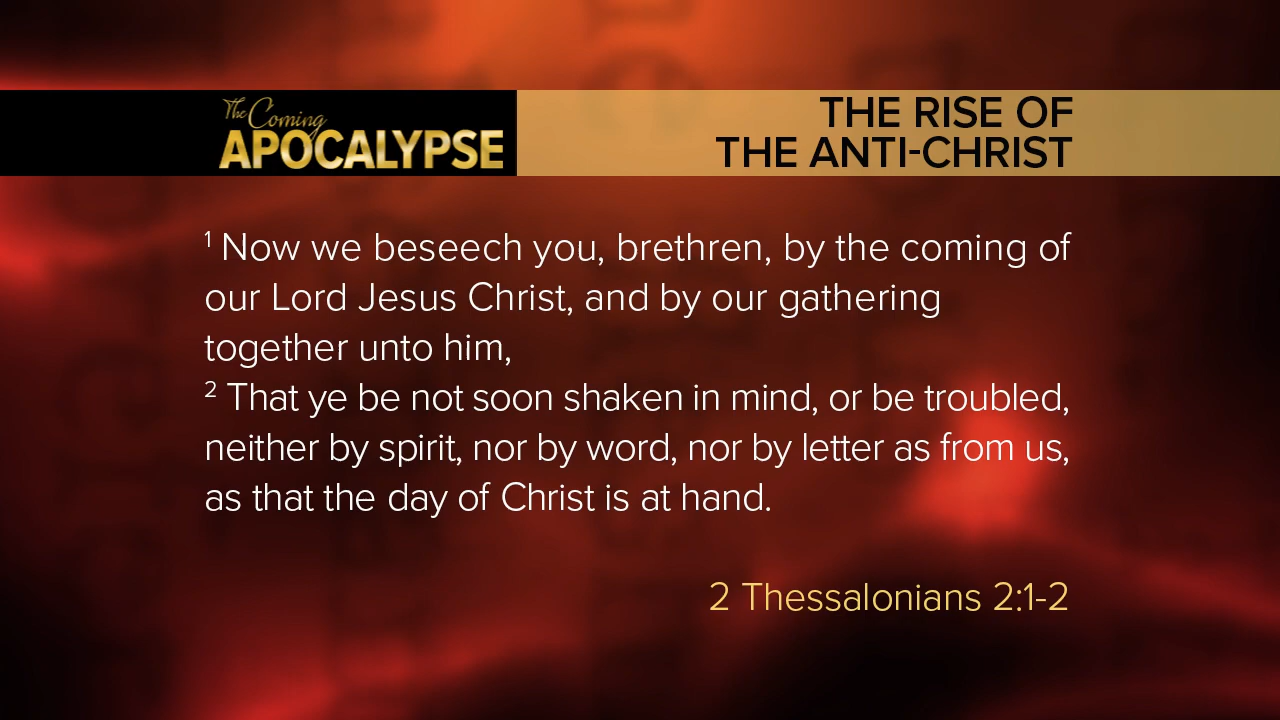 The Coming
APOCALYPSE
THE RISE OF
THE ANTI-CHRIST
1 Now we beseech you, brethren, by the coming of
our Lord Jesus Christ, and by our gathering
together unto him,
2 That ye be not soon shaken in mind, or be troubled,
neither by spirit, nor by word, nor by letter as from us,
as that the day of Christ is at hand.
2 Thessalonians 2:1-2